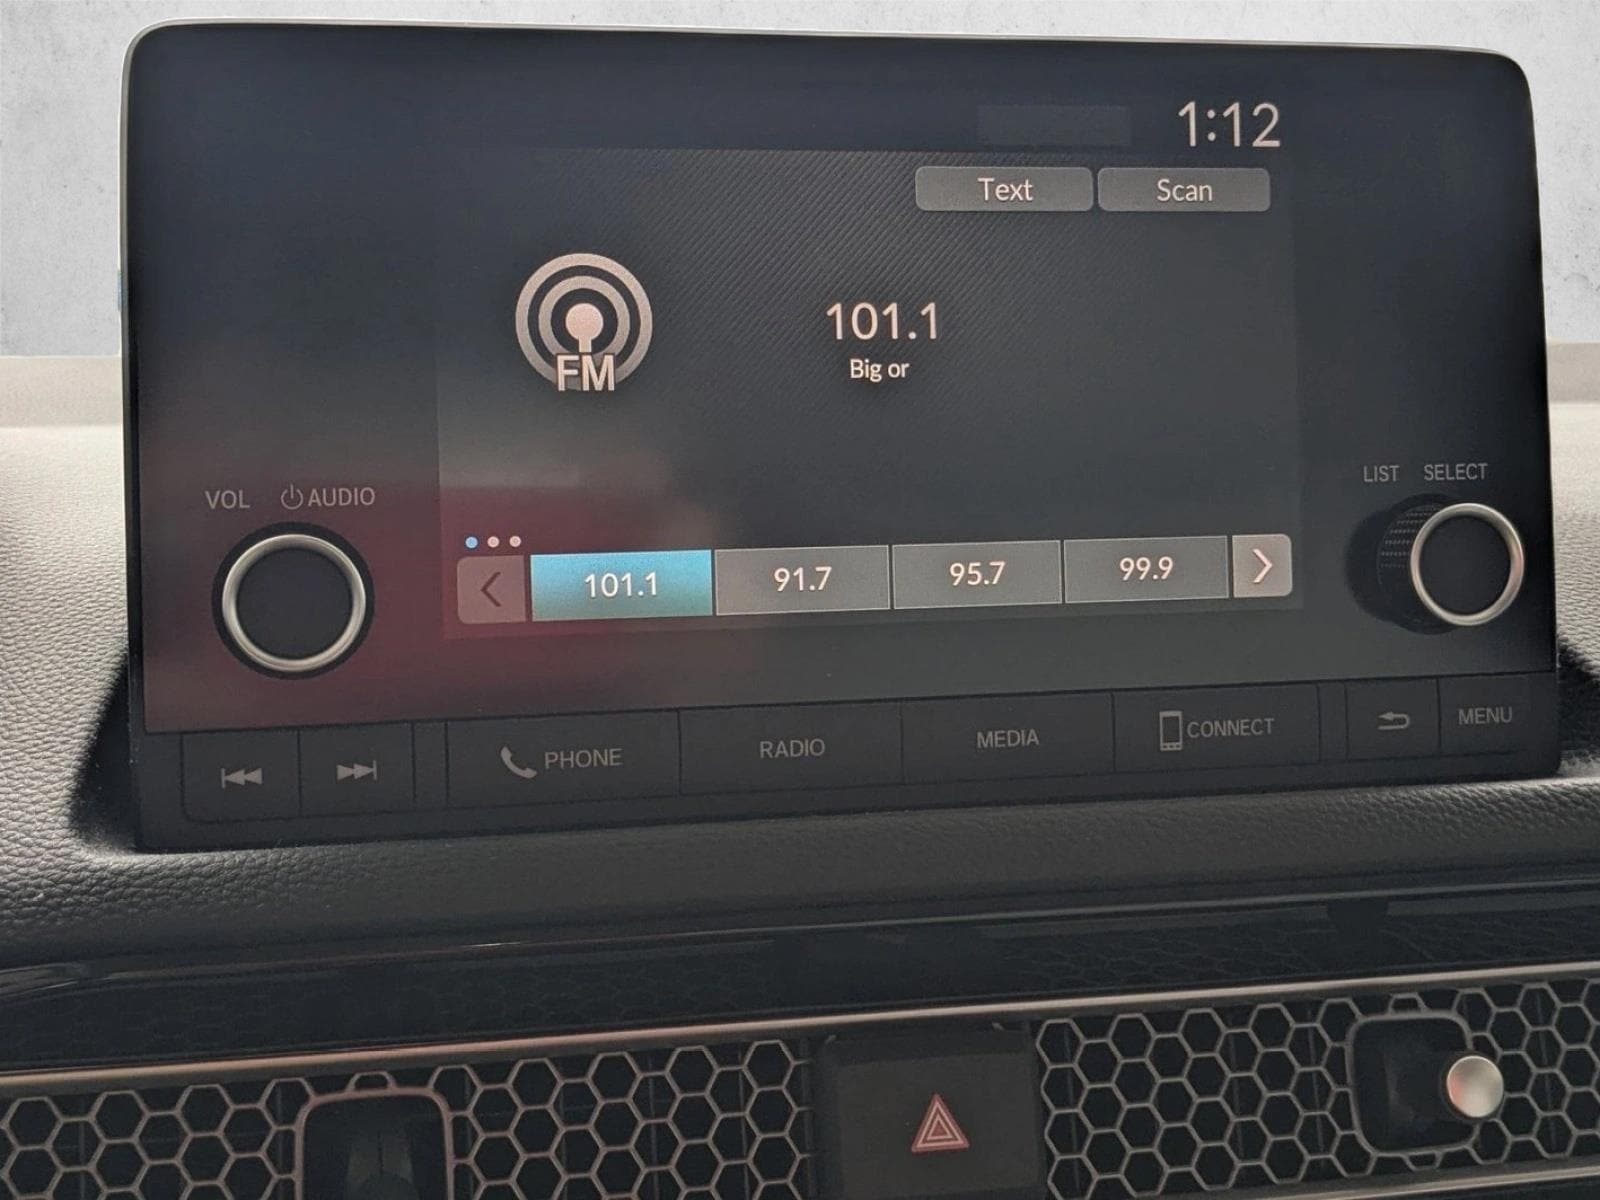 1:12
Text Scan
FM
101.1
Big or
VOL AUDIO
LIST SELECT
101.1 91.7 95.7 99.9
PHONE RADIO MEDIA CONNECT MENU